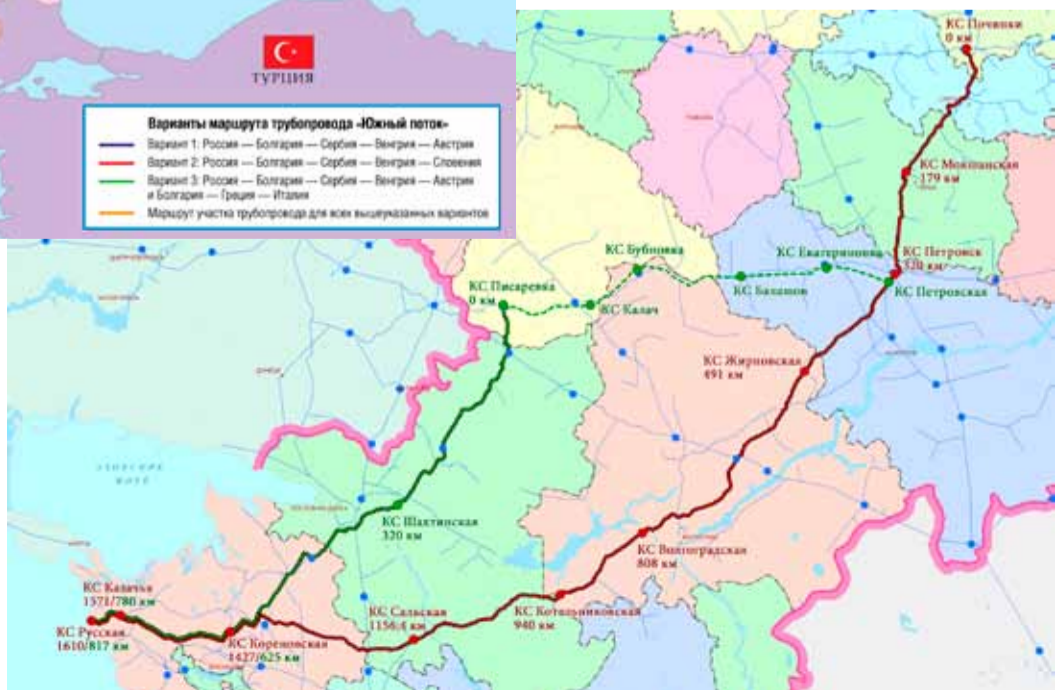 ТУРЦИЯ
Варианты маршрута трубопровода «Южный поток»
Вариант 1: Россия — Болгария — Сербия — Венгрия — Австрия
Вариант 2: Россия — Болгария — Сербия — Венгрия — Словения
Вариант 3: Россия — Болгария — Сербия — Венгрия — Австрия
и Болгария — Греция — Италия
Маршрут участка трубопровода для всех вышеуказанных вариантов
КС Починки
0 км
КС Мокшанская
179 км
КС Бубновка
КС Екатериновка
КС Петровск
320 км
КС Писаревка
0 км
КС Балашов
КС Петровская
КС Калач
КС Жирновская
491 км
АЗОВСКОЕ
МОРЕ
КС Шахтинская
320 км
КС Волгоградская
808 км
КС Казачья
1571/780 км
КС Сальская
1156,4 км
КС Котельниковская
940 км
КС Русская
1610/817 км
КС Кореновская
1427/625 км